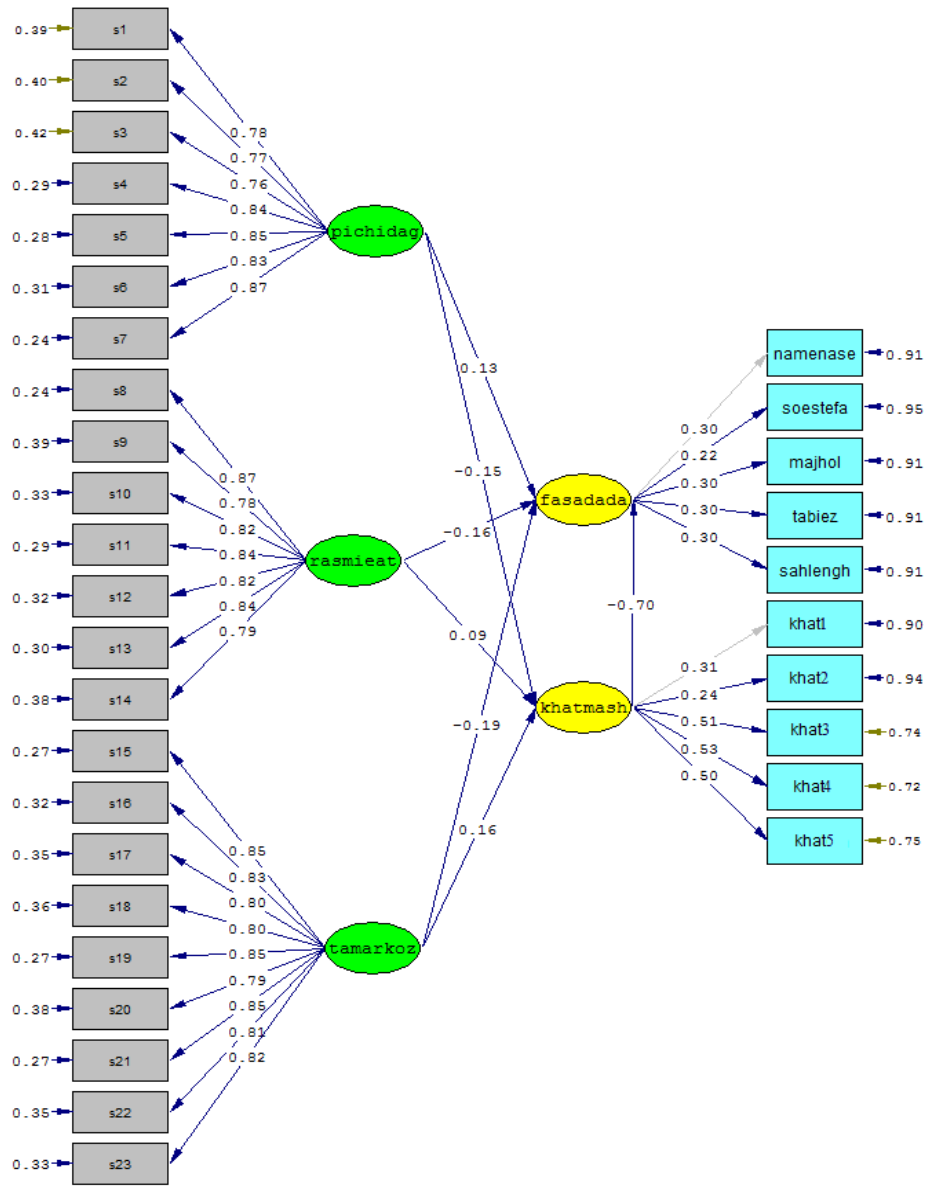 0.39 s1
0.40 s2
0.42 s3
0.29 s4
0.28 s5
0.31 s6
0.24 s7
0.24 s8
0.39 s9
0.33 s10
0.29 s11
0.32 s12
0.30 s13
0.38 s14
0.27 s15
0.32 s16
0.35 s17
0.36 s18
0.27 s19
0.38 s20
0.27 s21
0.35 s22
0.33 s23
0.78
0.77
0.76
0.84
0.85
0.83
0.87
pichidag
0.87
0.78
0.82
0.84
0.82
0.84
0.79
rasmieat
0.85
0.83
0.80
0.80
0.85
0.79
0.85
0.81
0.82
tamarkoz
0.13
-0.15
-0.16
0.09
-0.19
0.16
fasadada
-0.70
khatmash
0.30
0.22
0.30
0.30
0.30
0.31
0.24
0.51
0.53
0.50
namenase 0.91
soestefa 0.95
majhol 0.91
tabiez 0.91
sahlengh 0.91
khat1 0.90
khat2 0.94
khat3 0.74
khat4 0.72
khat5 0.75